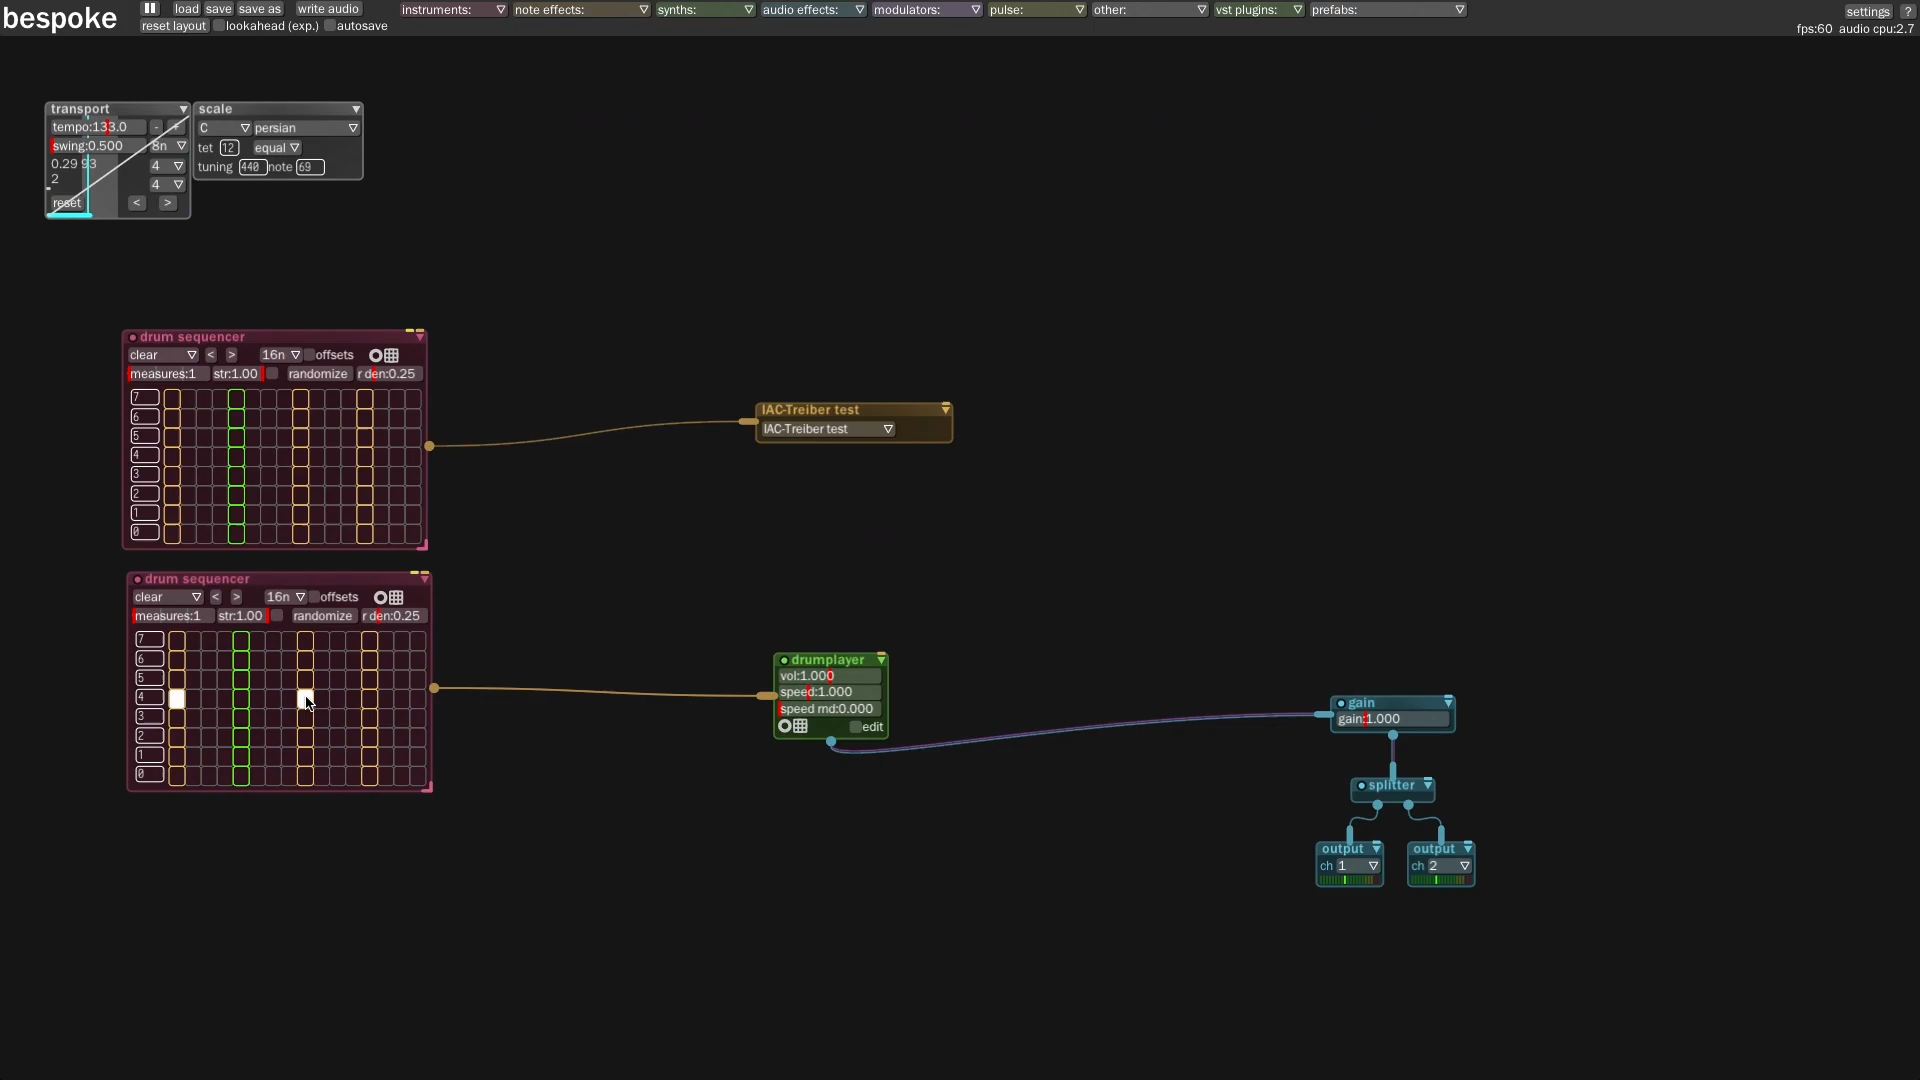 bespoke
load save save as write audio
reset layout lookahead (exp.) autosave
instruments: note effects: synths: audio effects: modulators: pulse: other: vst plugins: prefabs:
settings ?
fps:60 audio cpu:2.7
transport
tempo:133.0 - +
swing:0.500 8n
0.29 93 4
2 4
reset < >
scale
C persian
tet 12 equal
tuning 440 note 69
drum sequencer
clear < > 16n offsets
measures:1 str:1.00 randomize r den:0.25
7
6
5
4
3
2
1
0
IAC-Treiber test
IAC-Treiber test
drum sequencer
clear < > 16n offsets
measures:1 str:1.00 randomize r den:0.25
7
6
5
4
3
2
1
0
drumplayer
vol:1.000
speed:1.000
speed rnd:0.000
edit
gain
gain:1.000
splitter
output output
ch 1 ch 2